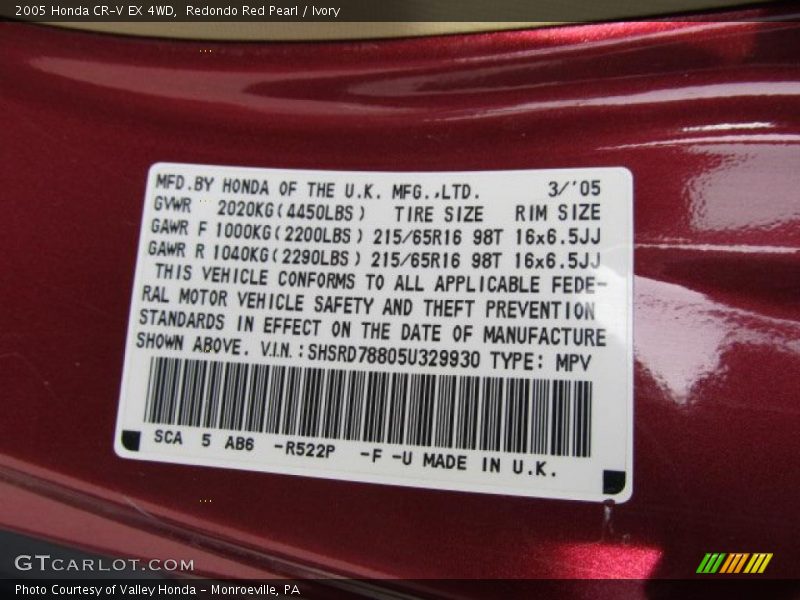 2005 Honda CR-V EX 4WD,  Redondo Red Pearl / Ivory
MFD.BY HONDA OF THE U.K. MFG.,LTD. 3/'05
GVWR 2020KG(4450LBS) TIRE SIZE RIM SIZE
GAWR F 1000KG(2200LBS) 215/65R16 98T 16x6.5JJ
GAWR R 1040KG(2290LBS) 215/65R16 98T 16x6.5JJ
THIS VEHICLE CONFORMS TO ALL APPLICABLE FEDE-
RAL MOTOR VEHICLE SAFETY AND THEFT PREVENTION
STANDARDS IN EFFECT ON THE DATE OF MANUFACTURE
SHOWN ABOVE. V.I.N.:SHSRD78805U329930 TYPE: MPV
SCA 5 AB6 -R522P -F -U MADE IN U.K.
GTCARLOT.COM
Photo Courtesy of Valley Honda - Monroeville, PA